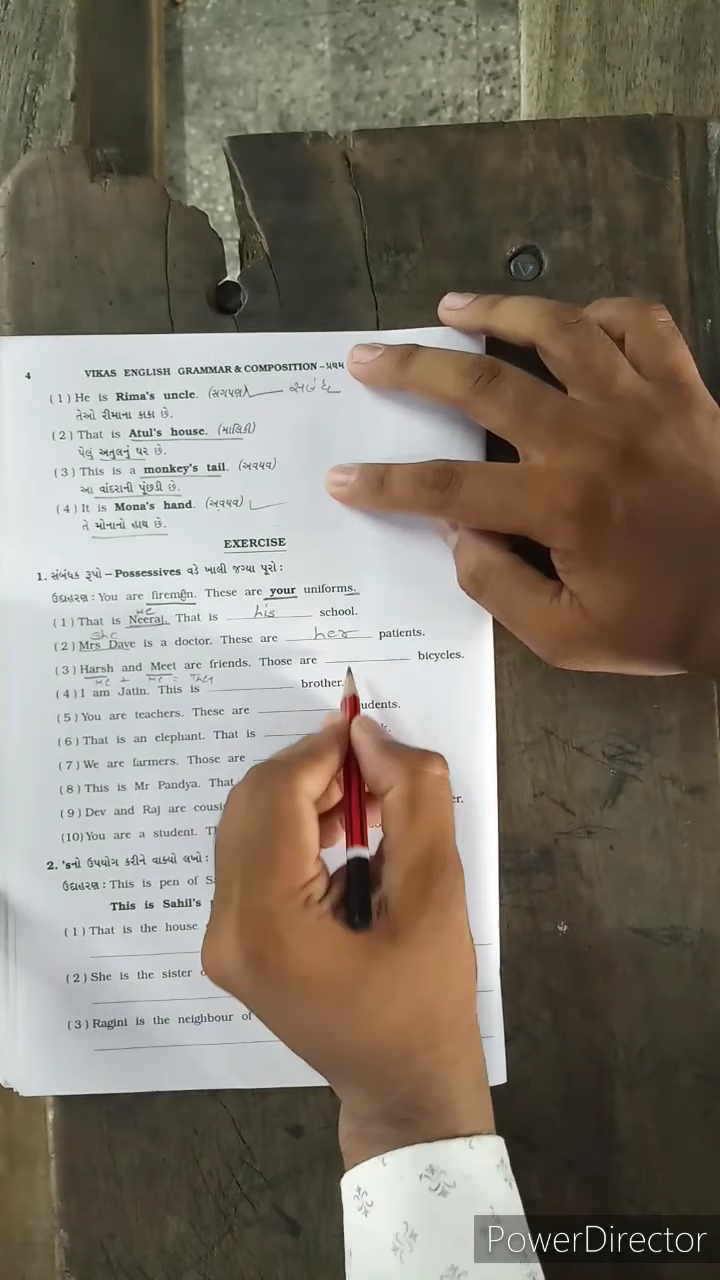 4 VIKAS ENGLISH GRAMMAR & COMPOSITION – પ્રથમ
(1) He is Rima's uncle. (સગપણ)
તેઓ રીમાના કાકા છે.
(2) That is Atul's house. (માલિકી)
પેલું અતુલનું ઘર છે.
(3) This is a monkey's tail. (અવયવ)
આ વાંદરાની પૂંછડી છે.
(4) It is Mona's hand. (અવયવ)
તે મોનાનો હાથ છે.
EXERCISE
1. સંબંધક રૂપો – Possessives વડે ખાલી જગ્યા પૂરો :
ઉદાહરણ : You are firemen. These are your uniforms.
He
(1) That is Neeraj. That is his school.
she
(2) Mrs Dave is a doctor. These are her patients.
(3) Harsh and Meet are friends. Those are bicycles.
He + He = They
(4) I am Jatin. This is brother.
(5) You are teachers. These are
(6) That is an elephant. That is
(7) We are farmers. Those are
(8) This is Mr Pandya. That
(9) Dev and Raj are
(10) You are a student.
2. 'sનો ઉપયોગ કરીને વાક્યો લખો :
ઉદાહરણ : This is pen of
This is Sahil's
(1) That is the house
(2) She is the sister
(3) Ragini is the neighbour of
PowerDirector